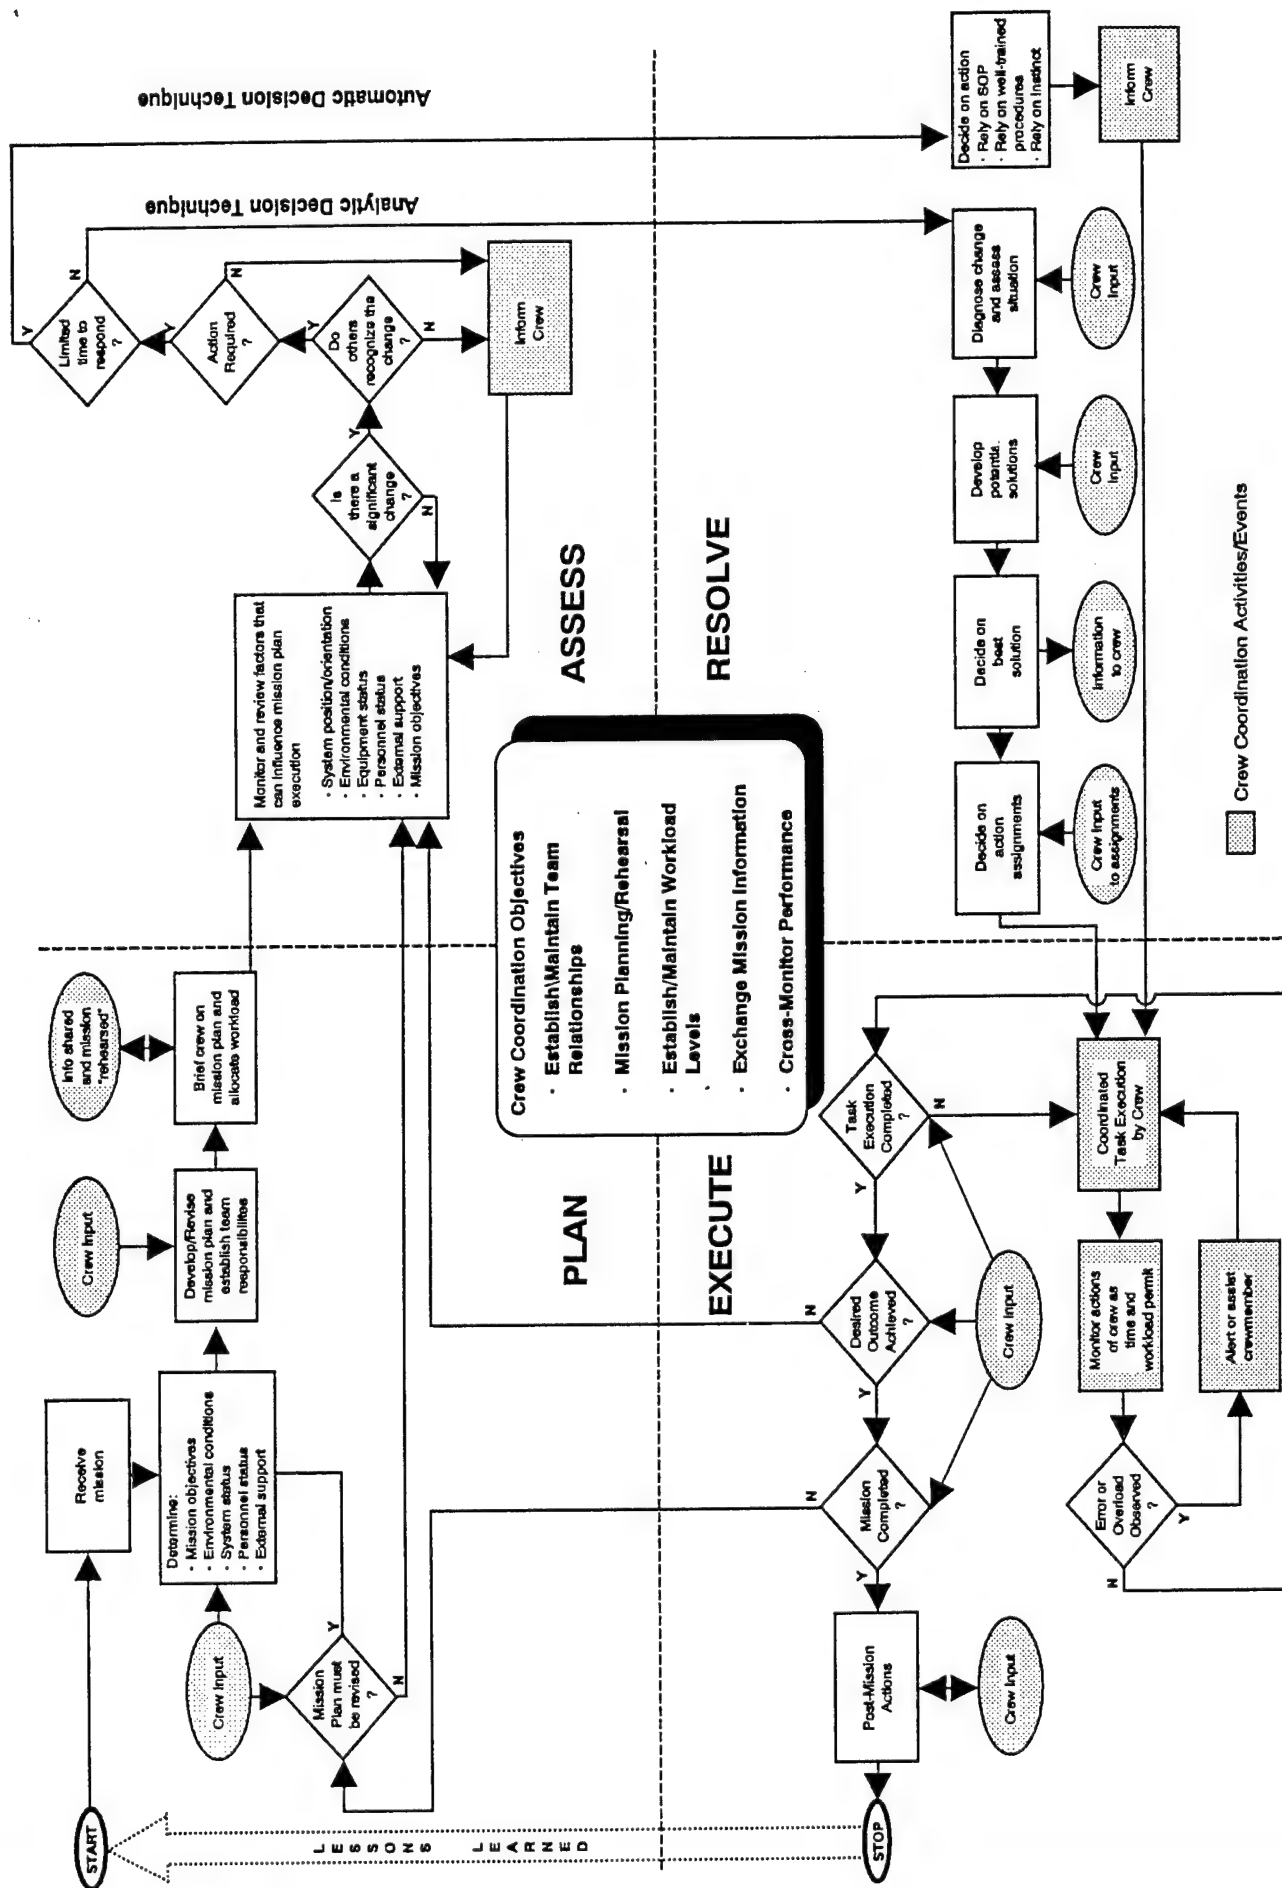 START
Receive
mission
Determine:
· Mission objectives
· Environmental conditions
· System status
· Personnel status
· External support
Crew Input
Mission
Plan must
be revised
?
Y
N
Crew Input
Develop/Revise
mission plan and
establish team
responsibilites
Info shared
and mission
"rehearsed"
Brief crew on
mission plan and
allocate workload
PLAN
Monitor and review factors that
can influence mission plan
execution
· System position/orientation
· Environmental conditions
· Equipment status
· Personnel status
· External support
· Mission objectives
Is
there a
significant
change
?
Y
N
Do
others
recognize the
change
?
Y
N
Action
Required
?
Y
N
Limited
time to
respond
?
Y
N
Inform
Crew
ASSESS
Analytic Decision Technique
Automatic Decision Technique
Crew Coordination Objectives
· Establish\Maintain Team
Relationships
· Mission Planning/Rehearsal
· Establish/Maintain Workload
Levels
· Exchange Mission Information
· Cross-Monitor Performance
LESSONS LEARNED
EXECUTE
STOP
Post-Mission
Actions
Crew Input
Mission
Completed
?
Y
N
Desired
Outcome
Achieved
?
Y
N
Task
Execution
Completed
?
Y
N
Crew Input
Error or
Overload
Observed
?
N
Y
Monitor actions
of crew as
time and
workload permit
Alert or assist
crewmember
Coordinated
Task Execution
by Crew
RESOLVE
Decide on
action
assignments
Crew Input
to assignments
Decide on
best
solution
Information
to crew
Develop
potentia.
solutions
Crew
Input
Diagnose change
and assess
situation
Crew
Input
Decide on action
· Rely on SOP
· Rely on well-trained
procedures
· Rely on Instinct
Inform
Crew
Crew Coordination Activities/Events